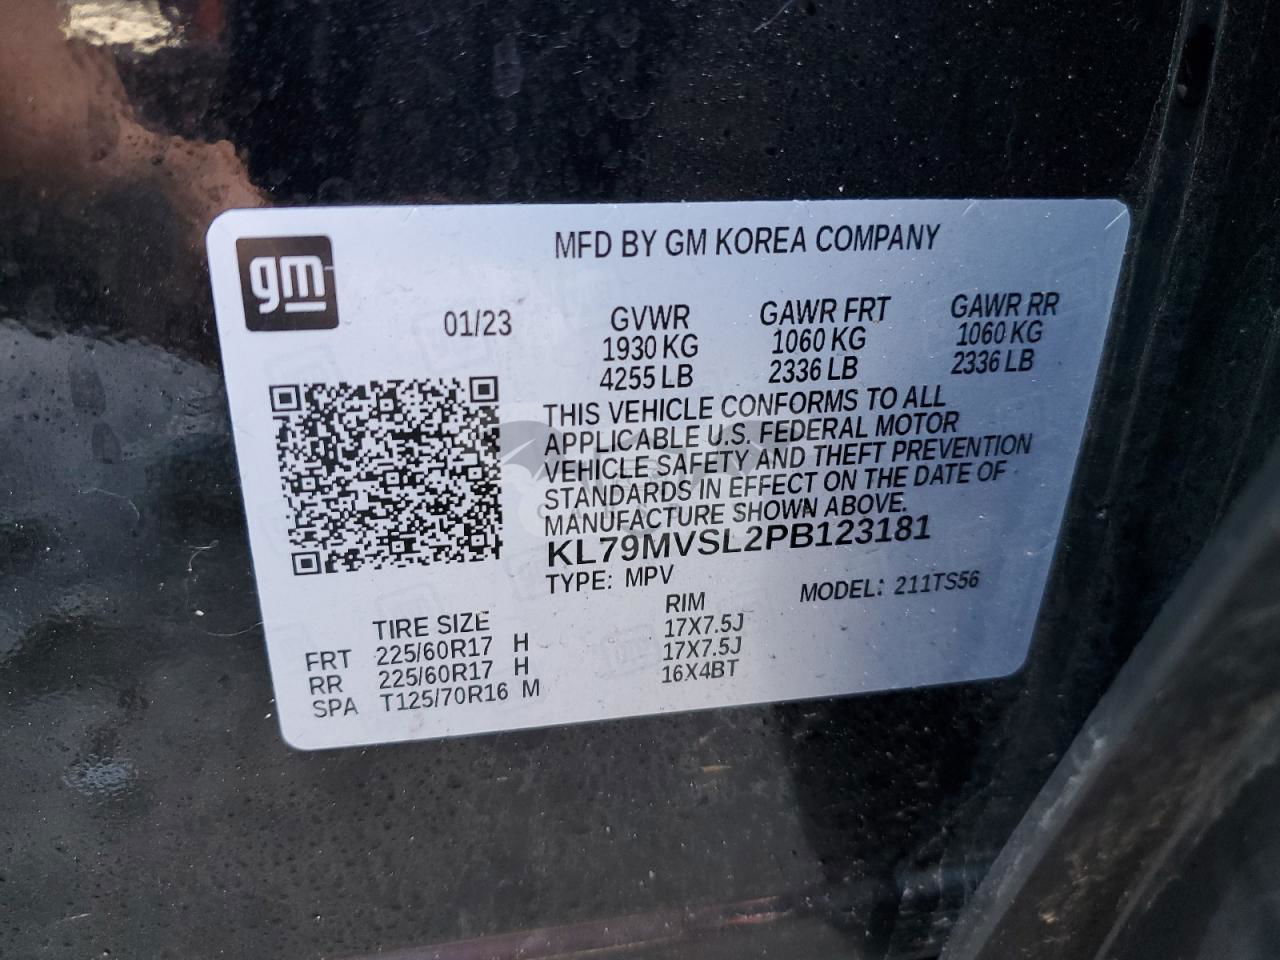 gm
MFD BY GM KOREA COMPANY
01/23
GVWR GAWR FRT GAWR RR
1930 KG 1060 KG 1060 KG
4255 LB 2336 LB 2336 LB
THIS VEHICLE CONFORMS TO ALL
APPLICABLE U.S. FEDERAL MOTOR
VEHICLE SAFETY AND THEFT PREVENTION
STANDARDS IN EFFECT ON THE DATE OF
MANUFACTURE SHOWN ABOVE.
KL79MVSL2PB123181
TYPE: MPV MODEL: 211TS56
TIRE SIZE RIM
FRT 225/60R17 H 17X7.5J
RR 225/60R17 H 17X7.5J
SPA T125/70R16 M 16X4BT